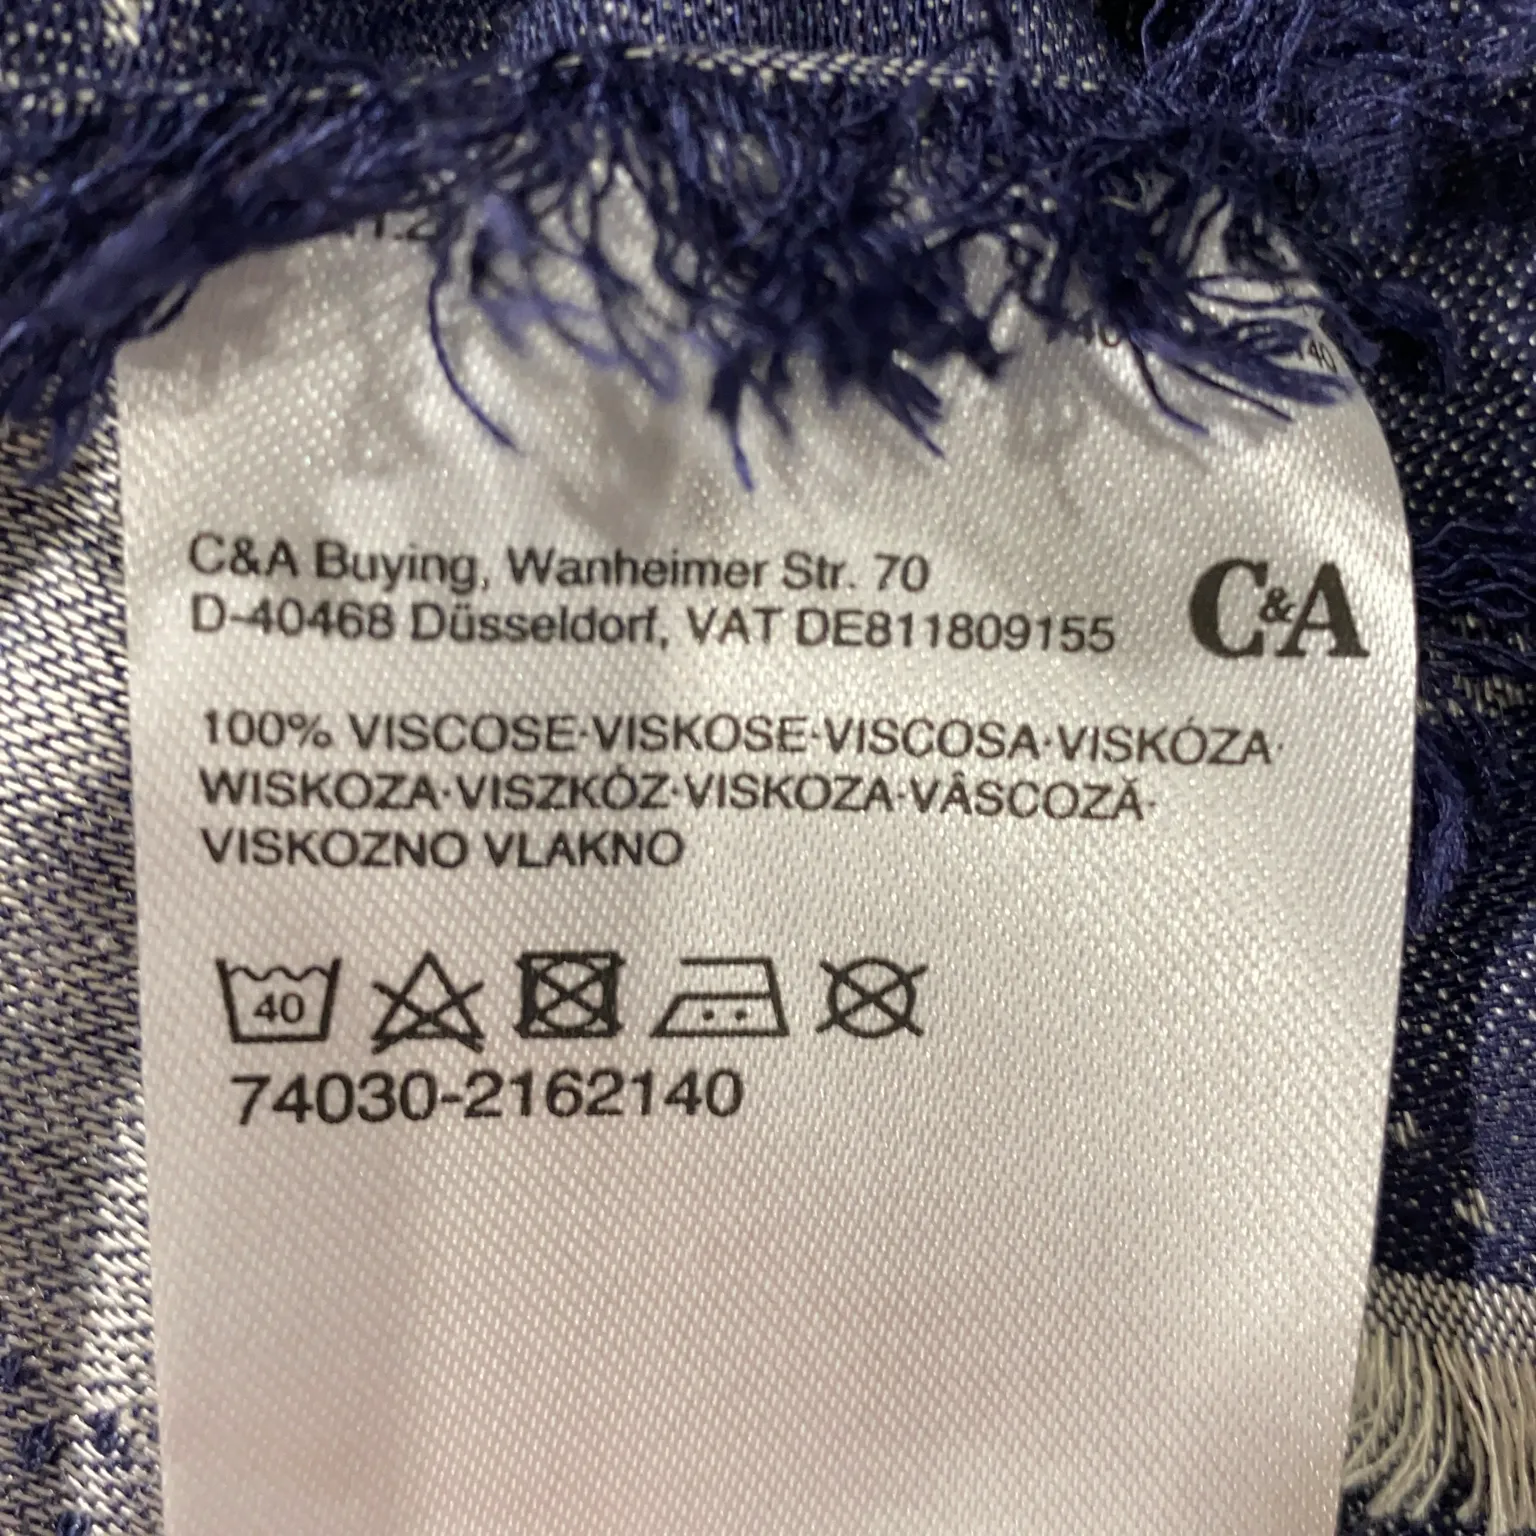 40
C&A Buying, Wanheimer Str. 70
D-40468 Düsseldorf, VAT DE811809155
C&A
100% VISCOSE·VISKOSE·VISCOSA·VISKÓZA·
WISKOZA·VISZKÓZ·VISKOZA·VÂSCOZĂ·
VISKOZNO VLAKNO
40
74030-2162140